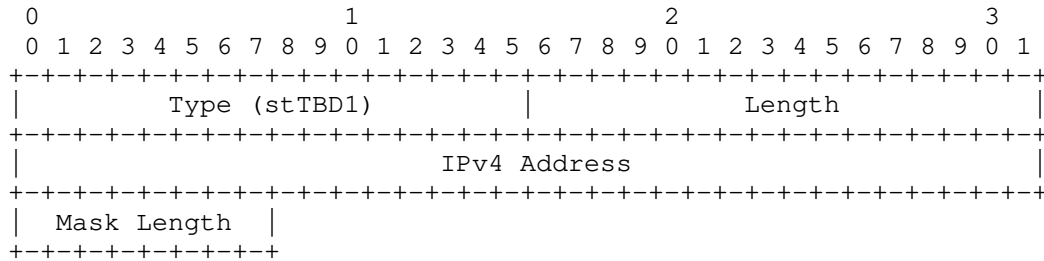 0                   1                   2                   3
 0 1 2 3 4 5 6 7 8 9 0 1 2 3 4 5 6 7 8 9 0 1 2 3 4 5 6 7 8 9 0 1
+-+-+-+-+-+-+-+-+-+-+-+-+-+-+-+-+-+-+-+-+-+-+-+-+-+-+-+-+-+-+-+-+
|         Type (stTBD1)         |             Length            |
+-+-+-+-+-+-+-+-+-+-+-+-+-+-+-+-+-+-+-+-+-+-+-+-+-+-+-+-+-+-+-+-+
|                          IPv4 Address                         |
+-+-+-+-+-+-+-+-+-+-+-+-+-+-+-+-+-+-+-+-+-+-+-+-+-+-+-+-+-+-+-+-+
|  Mask Length  |
+-+-+-+-+-+-+-+-+